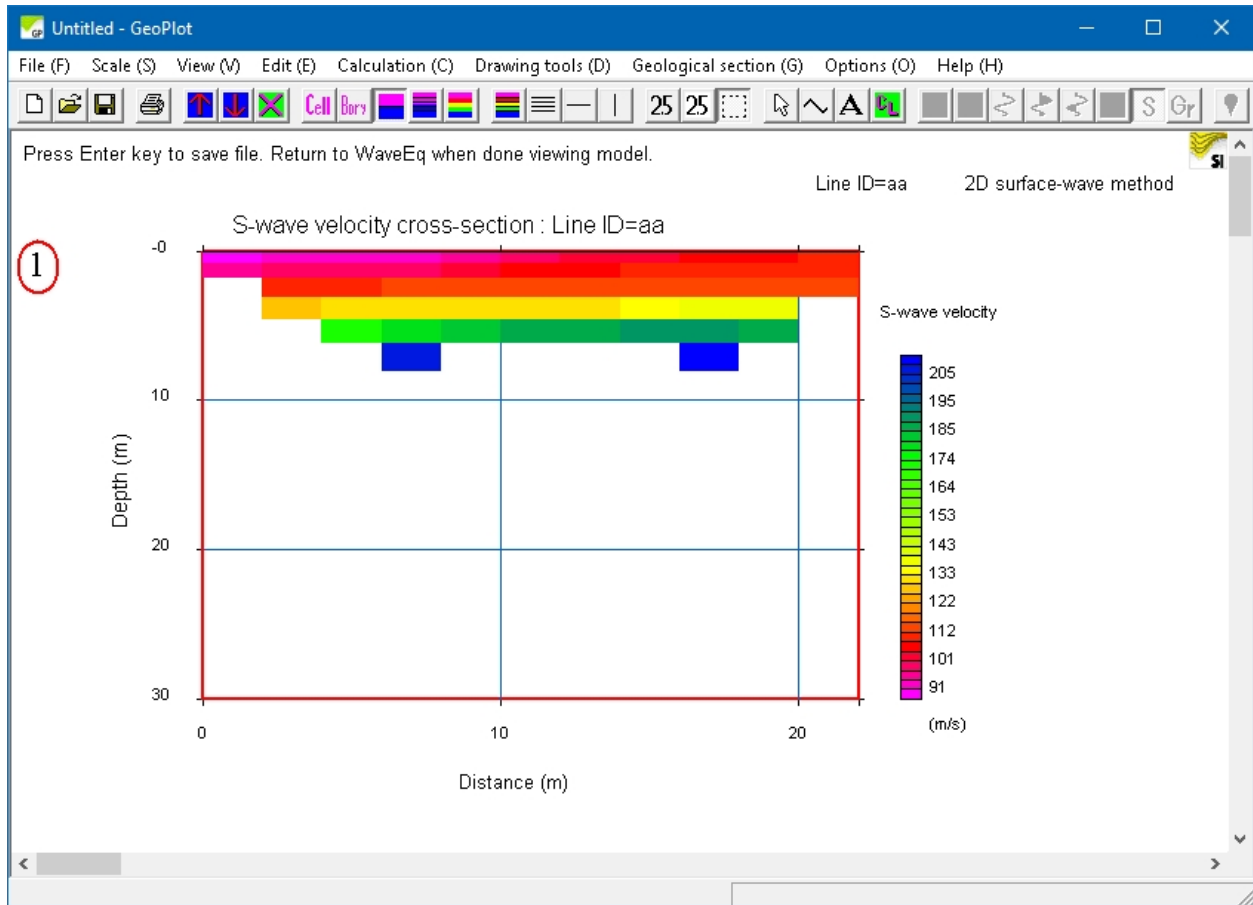 Untitled - GeoPlot
File (F) Scale (S) View (V) Edit (E) Calculation (C) Drawing tools (D) Geological section (G) Options (O) Help (H)
Cell Bory 25 25 A CL S Gr
Press Enter key to save file. Return to WaveEq when done viewing model.
SI
Line ID=aa 2D surface-wave method
S-wave velocity cross-section : Line ID=aa
1
-0
10
20
30
Depth (m)
0 10 20
Distance (m)
S-wave velocity
205
195
185
174
164
153
143
133
122
112
101
91
(m/s)